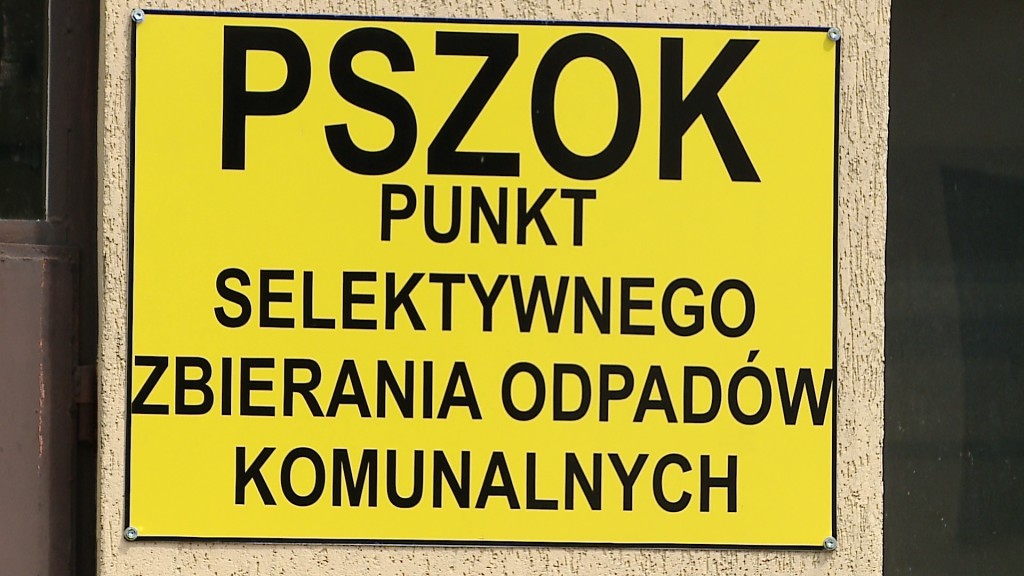 PSZOK
PUNKT
SELEKTYWNEGO
ZBIERANIA ODPADÓW
KOMUNALNYCH